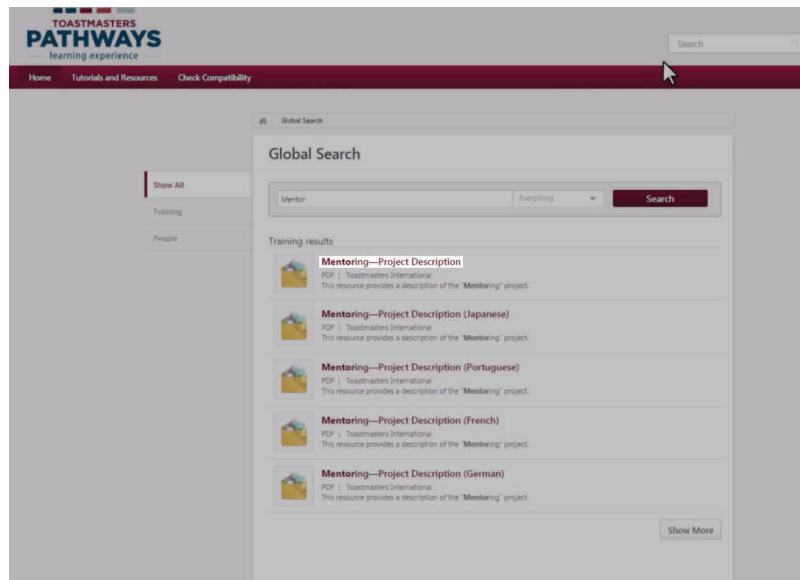 TOASTMASTERS
PATHWAYS
learning experience
Search
Home Tutorials and Resources Check Compatibility
Global Search
Global Search
Show All
Training
People
Mentor Everything Search
Training results
Mentoring—Project Description
PDF | Toastmasters International
This resource provides a description of the "Mentoring" project.
Mentoring—Project Description (Japanese)
PDF | Toastmasters International
This resource provides a description of the "Mentoring" project.
Mentoring—Project Description (Portuguese)
PDF | Toastmasters International
This resource provides a description of the "Mentoring" project.
Mentoring—Project Description (French)
PDF | Toastmasters International
This resource provides a description of the "Mentoring" project.
Mentoring—Project Description (German)
PDF | Toastmasters International
This resource provides a description of the "Mentoring" project.
Show More